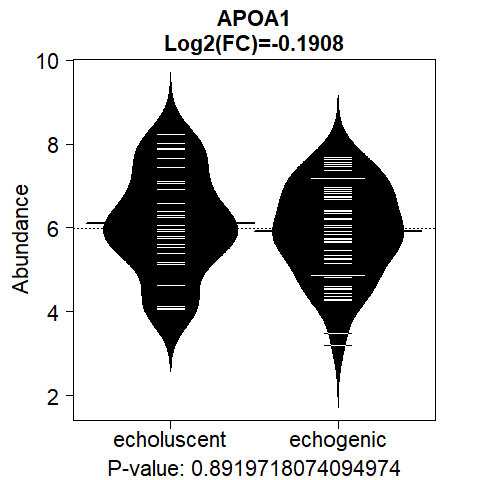 APOA1
Log2(FC)=-0.1908
10
8
6
4
2
Abundance
echoluscent echogenic
P-value: 0.8919718074094974